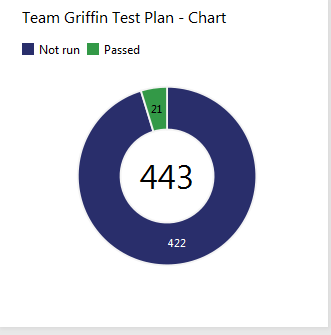 Team Griffin Test Plan - Chart
Not run Passed
21
443
422